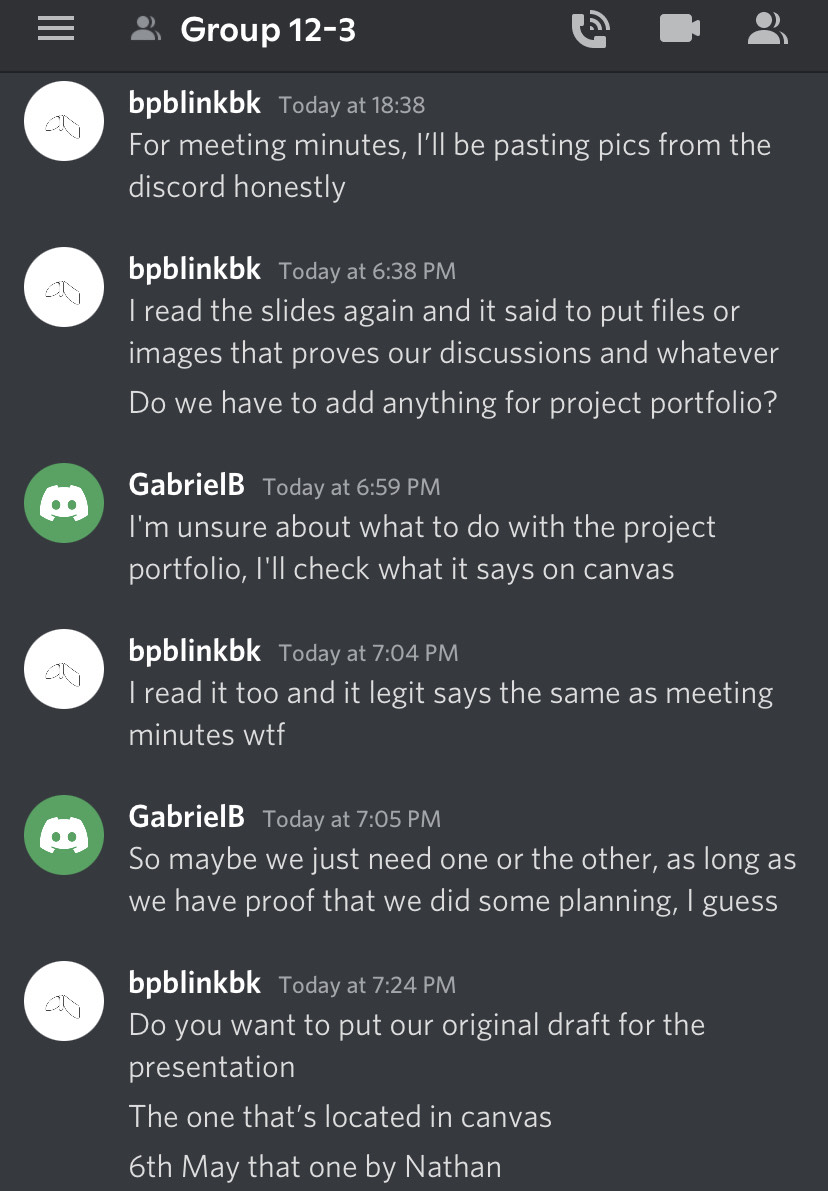 Group 12-3
bpblinkbk Today at 18:38
For meeting minutes, I’ll be pasting pics from the
discord honestly
bpblinkbk Today at 6:38 PM
I read the slides again and it said to put files or
images that proves our discussions and whatever
Do we have to add anything for project portfolio?
GabrielB Today at 6:59 PM
I'm unsure about what to do with the project
portfolio, I'll check what it says on canvas
bpblinkbk Today at 7:04 PM
I read it too and it legit says the same as meeting
minutes wtf
GabrielB Today at 7:05 PM
So maybe we just need one or the other, as long as
we have proof that we did some planning, I guess
bpblinkbk Today at 7:24 PM
Do you want to put our original draft for the
presentation
The one that’s located in canvas
6th May that one by Nathan